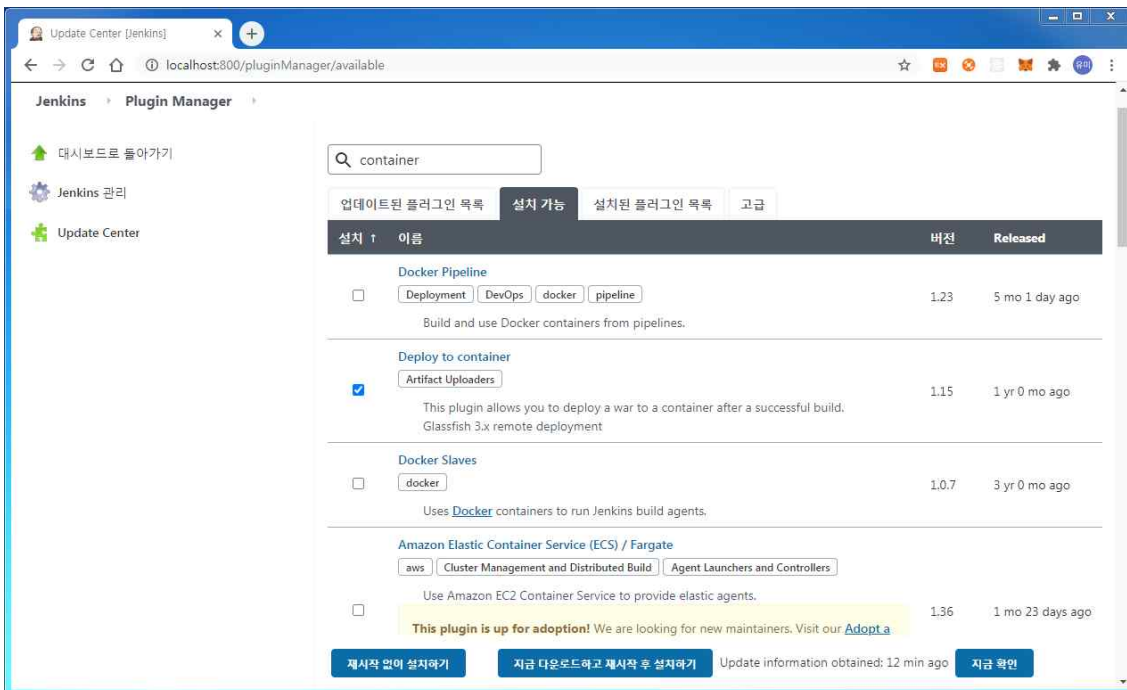 Update Center [Jenkins]
localhost:800/pluginManager/available
유미
Jenkins
Plugin Manager
대시보드로 돌아가기
Jenkins 관리
Update Center
container
업데이트된 플러그인 목록
설치 가능
설치된 플러그인 목록
고급
설치 ↑ 이름 버전 Released
Docker Pipeline
Deployment DevOps docker pipeline
Build and use Docker containers from pipelines.
1.23 5 mo 1 day ago
Deploy to container
Artifact Uploaders
This plugin allows you to deploy a war to a container after a successful build.
Glassfish 3.x remote deployment
1.15 1 yr 0 mo ago
Docker Slaves
docker
Uses Docker containers to run Jenkins build agents.
1.0.7 3 yr 0 mo ago
Amazon Elastic Container Service (ECS) / Fargate
aws Cluster Management and Distributed Build Agent Launchers and Controllers
Use Amazon EC2 Container Service to provide elastic agents.
This plugin is up for adoption! We are looking for new maintainers. Visit our Adopt a
1.36 1 mo 23 days ago
재시작 없이 설치하기
지금 다운로드하고 재시작 후 설치하기
Update information obtained: 12 min ago
지금 확인